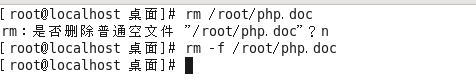 [root@localhost 桌面]# rm /root/php.doc
rm：是否删除普通空文件 "/root/php.doc"？n
[root@localhost 桌面]# rm -f /root/php.doc
[root@localhost 桌面]#